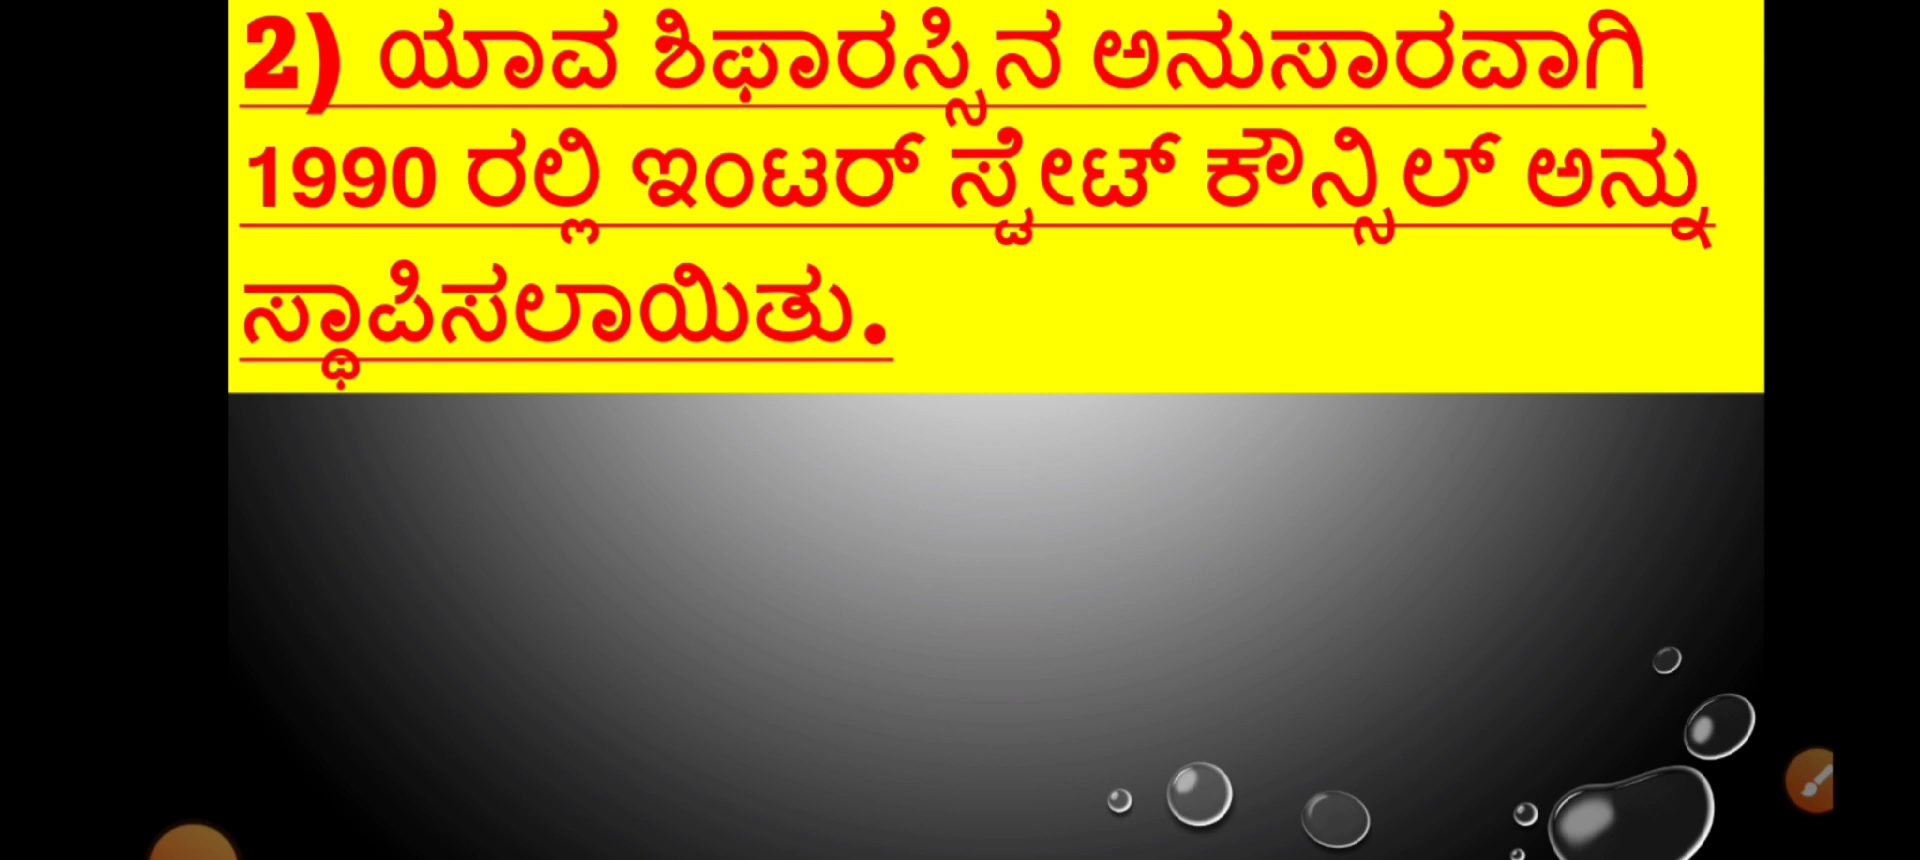 2) ಯಾವ ಶಿಫಾರಸ್ಸಿನ ಅನುಸಾರವಾಗಿ
1990 ರಲ್ಲಿ ಇಂಟರ್ ಸ್ಟೇಟ್ ಕೌನ್ಸಿಲ್ ಅನ್ನು
ಸ್ಥಾಪಿಸಲಾಯಿತು.